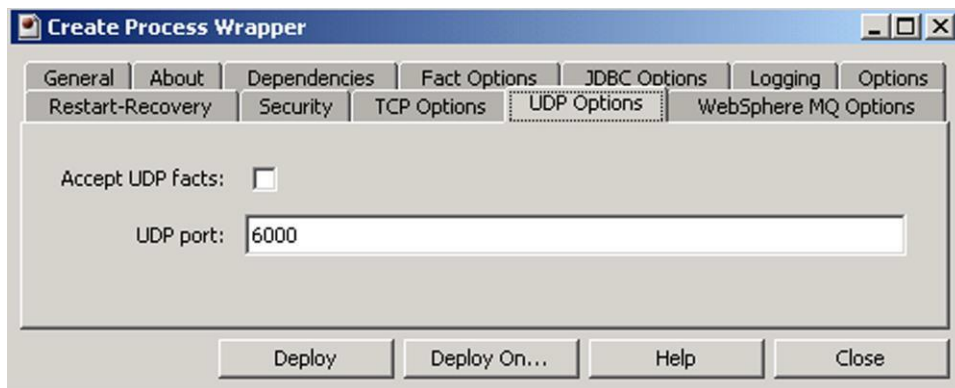 Create Process Wrapper
General About Dependencies Fact Options JDBC Options Logging Options
Restart-Recovery Security TCP Options UDP Options WebSphere MQ Options
Accept UDP facts:
UDP port: 6000
Deploy Deploy On... Help Close